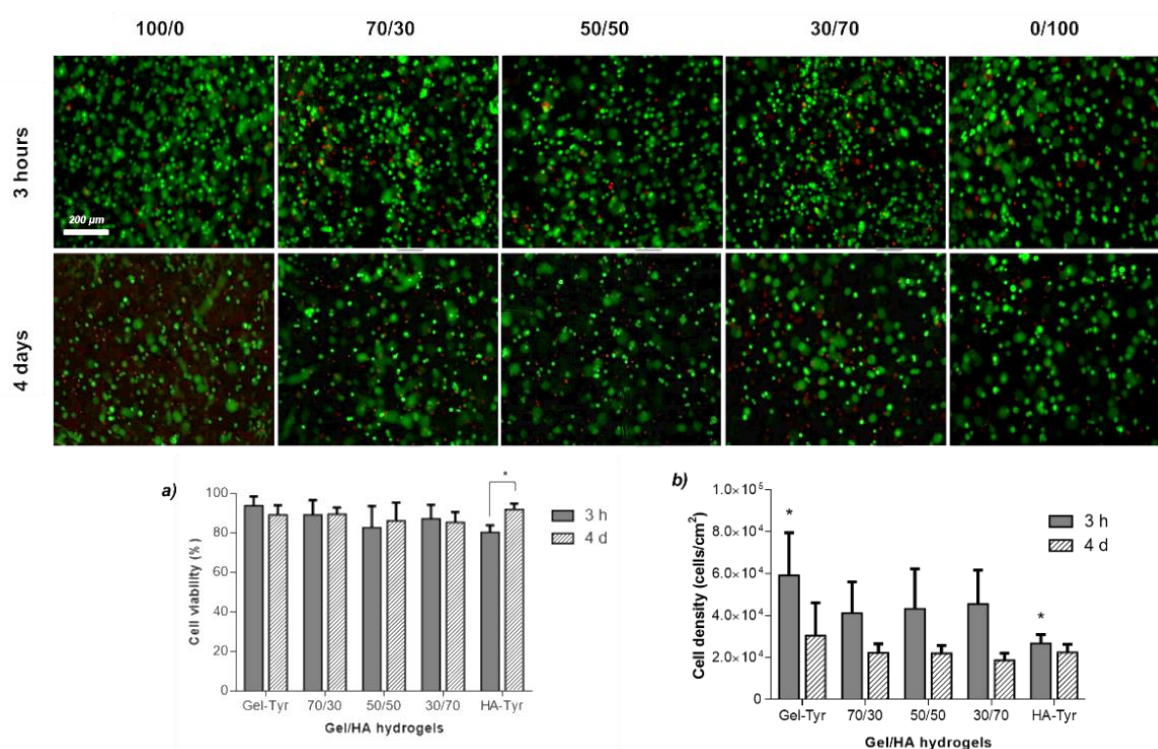 100/0 70/30 50/50 30/70 0/100
3 hours
200 µm
4 days
a)
*
100
80
60
40
20
0
Cell viability (%)
3 h
4 d
Gel-Tyr 70/30 50/50 30/70 HA-Tyr
Gel/HA hydrogels
b)
1.0×10⁵
8.0×10⁴
6.0×10⁴
4.0×10⁴
2.0×10⁴
0
Cell density (cells/cm²)
*
*
3 h
4 d
Gel-Tyr 70/30 50/50 30/70 HA-Tyr
Gel/HA hydrogels